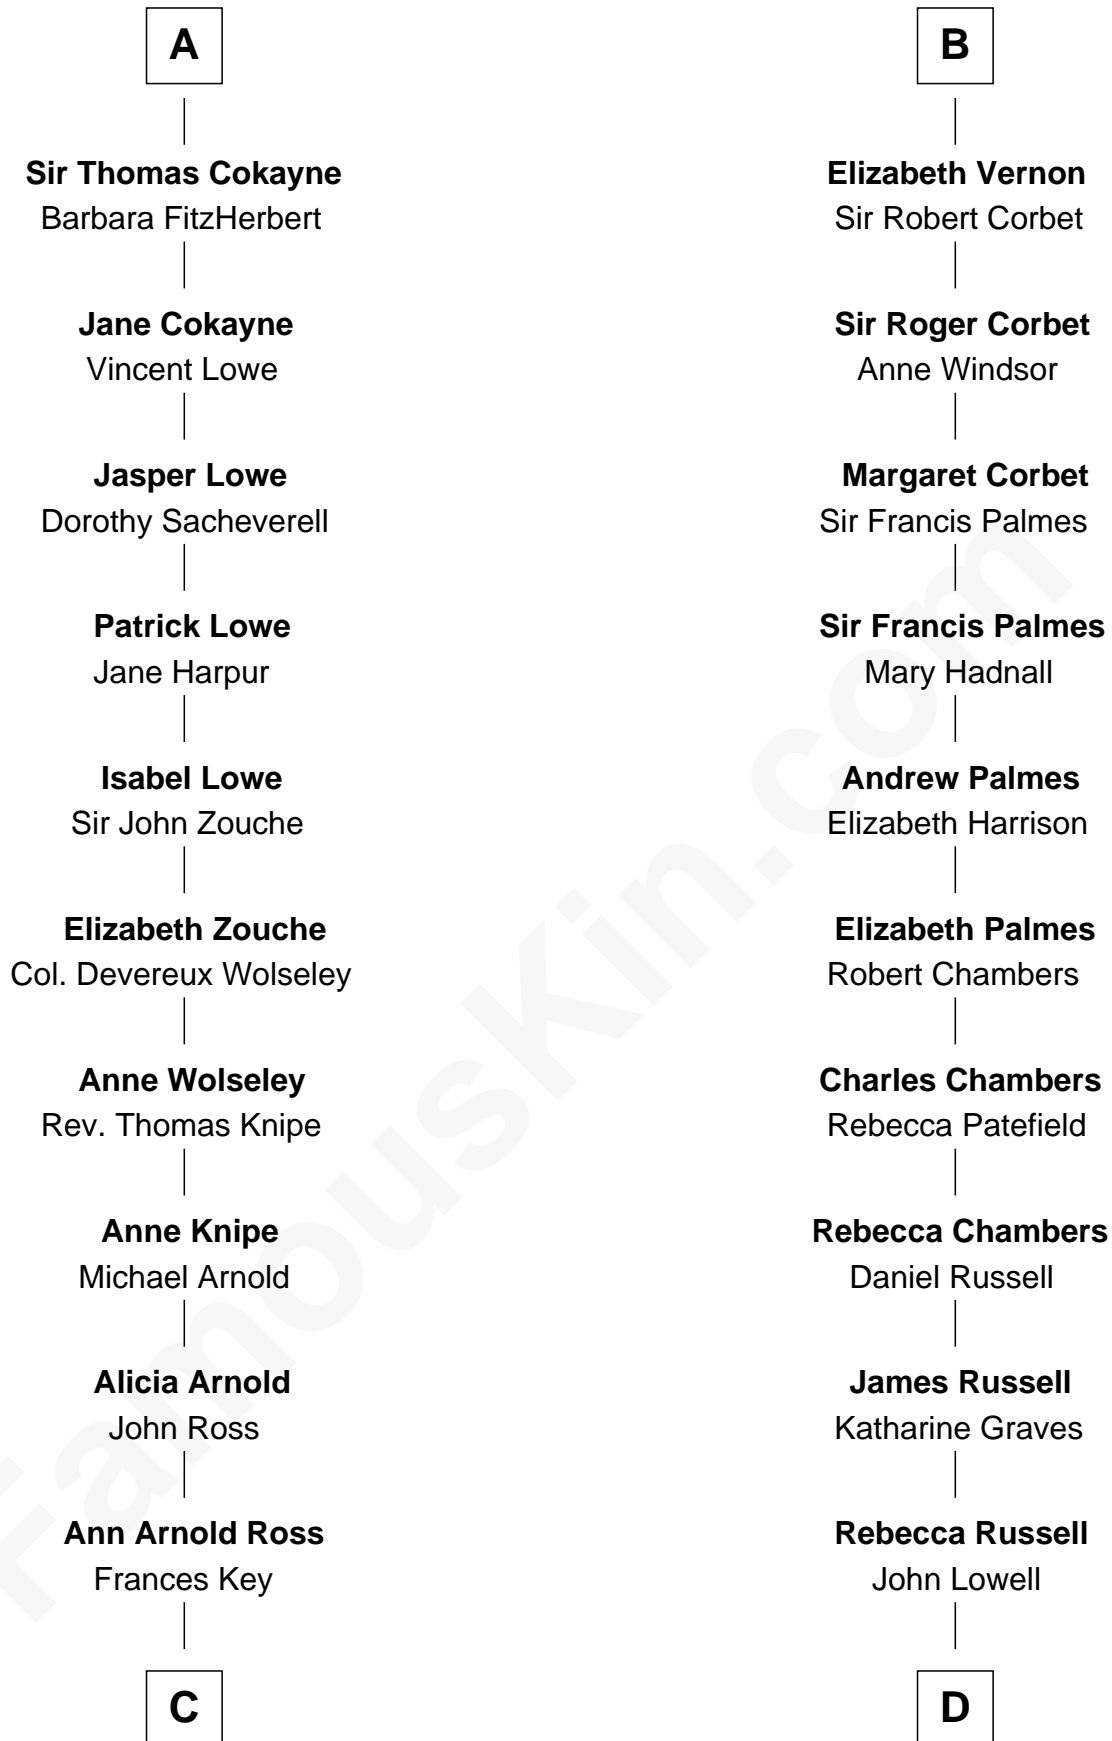 A
Sir Thomas Cokayne
Barbara FitzHerbert
Jane Cokayne
Vincent Lowe
Jasper Lowe
Dorothy Sacheverell
Patrick Lowe
Jane Harpur
Isabel Lowe
Sir John Zouche
Elizabeth Zouche
Col. Devereux Wolseley
Anne Wolseley
Rev. Thomas Knipe
Anne Knipe
Michael Arnold
Alicia Arnold
John Ross
Ann Arnold Ross
Frances Key
C
B
Elizabeth Vernon
Sir Robert Corbet
Sir Roger Corbet
Anne Windsor
Margaret Corbet
Sir Francis Palmes
Sir Francis Palmes
Mary Hadnall
Andrew Palmes
Elizabeth Harrison
Elizabeth Palmes
Robert Chambers
Charles Chambers
Rebecca Patefield
Rebecca Chambers
Daniel Russell
James Russell
Katharine Graves
Rebecca Russell
John Lowell
D
FamousKin.com